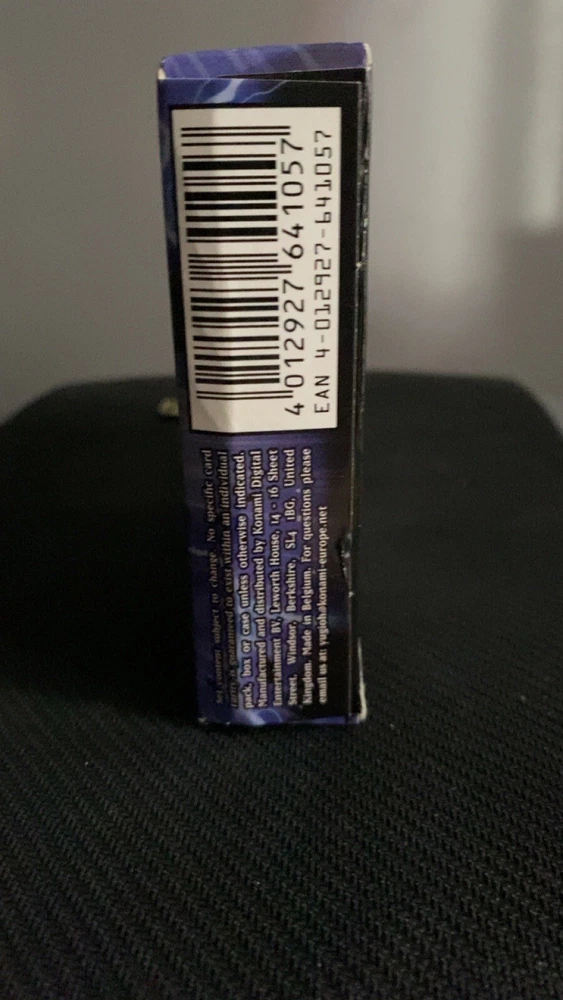 4 012927 641057
EAN 4-012927-641057
Set content subject to change. No specific card
rarity is guaranteed to exist within an individual
pack, box or case unless otherwise indicated.
Manufactured and distributed by Konami Digital
Entertainment BV, Leworth House, 14 - 16 Sheet
Street, Windsor, Berkshire, SL4 1BG, United
Kingdom. Made in Belgium. For questions please
email us at: yugioh@konami-europe.net